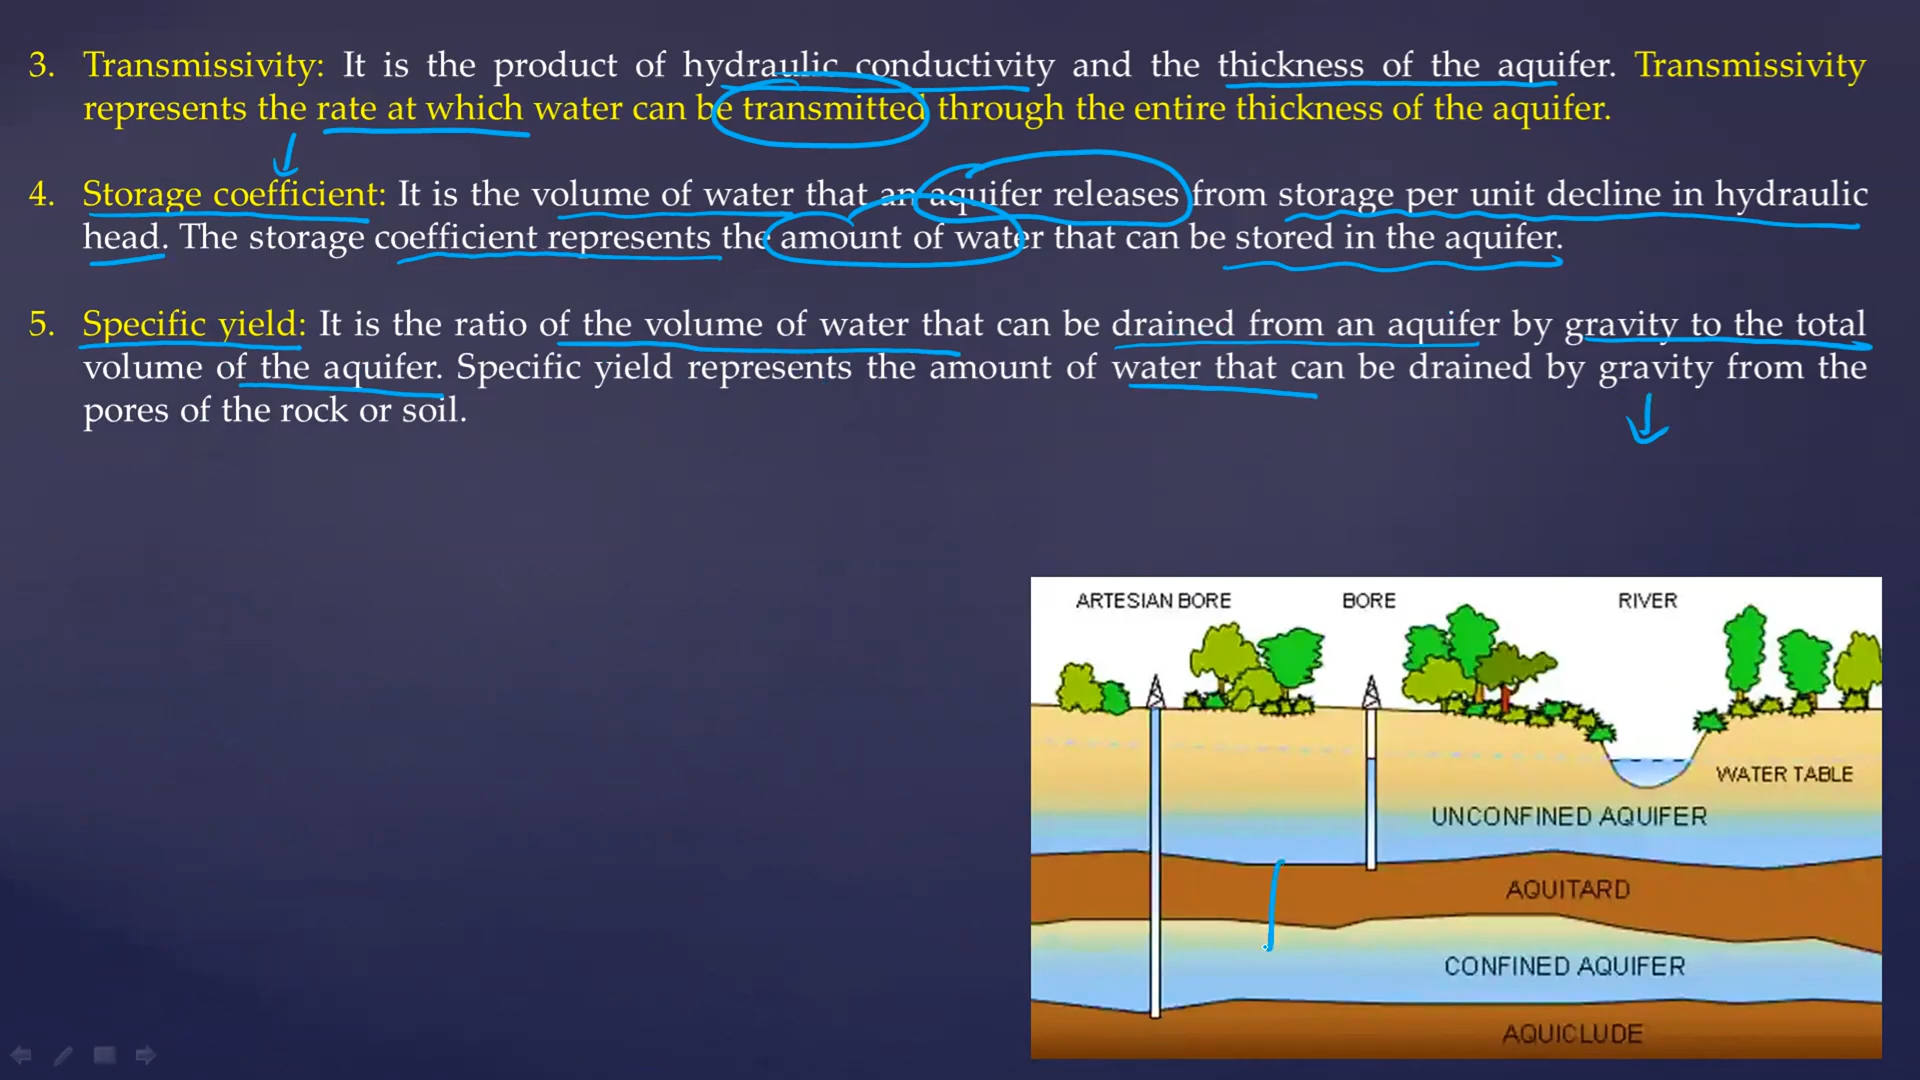 3. Transmissivity: It is the product of hydraulic conductivity and the thickness of the aquifer. Transmissivity
represents the rate at which water can be transmitted through the entire thickness of the aquifer.
4. Storage coefficient: It is the volume of water that an aquifer releases from storage per unit decline in hydraulic
head. The storage coefficient represents the amount of water that can be stored in the aquifer.
5. Specific yield: It is the ratio of the volume of water that can be drained from an aquifer by gravity to the total
volume of the aquifer. Specific yield represents the amount of water that can be drained by gravity from the
pores of the rock or soil.
ARTESIAN BORE BORE RIVER
WATER TABLE
UNCONFINED AQUIFER
AQUITARD
CONFINED AQUIFER
AQUICLUDE